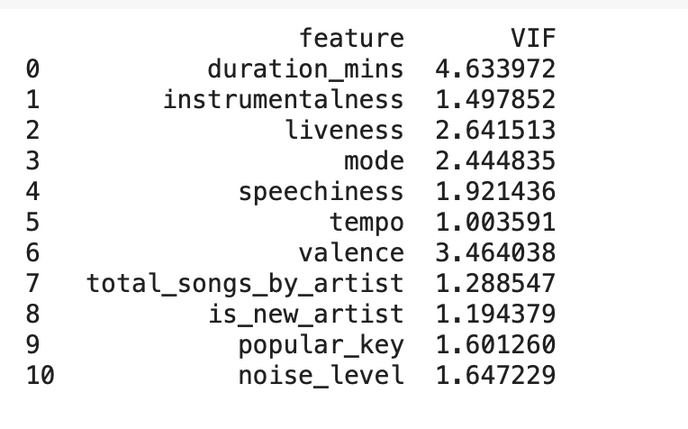 feature VIF
0 duration_mins 4.633972
1 instrumentalness 1.497852
2 liveness 2.641513
3 mode 2.444835
4 speechiness 1.921436
5 tempo 1.003591
6 valence 3.464038
7 total_songs_by_artist 1.288547
8 is_new_artist 1.194379
9 popular_key 1.601260
10 noise_level 1.647229